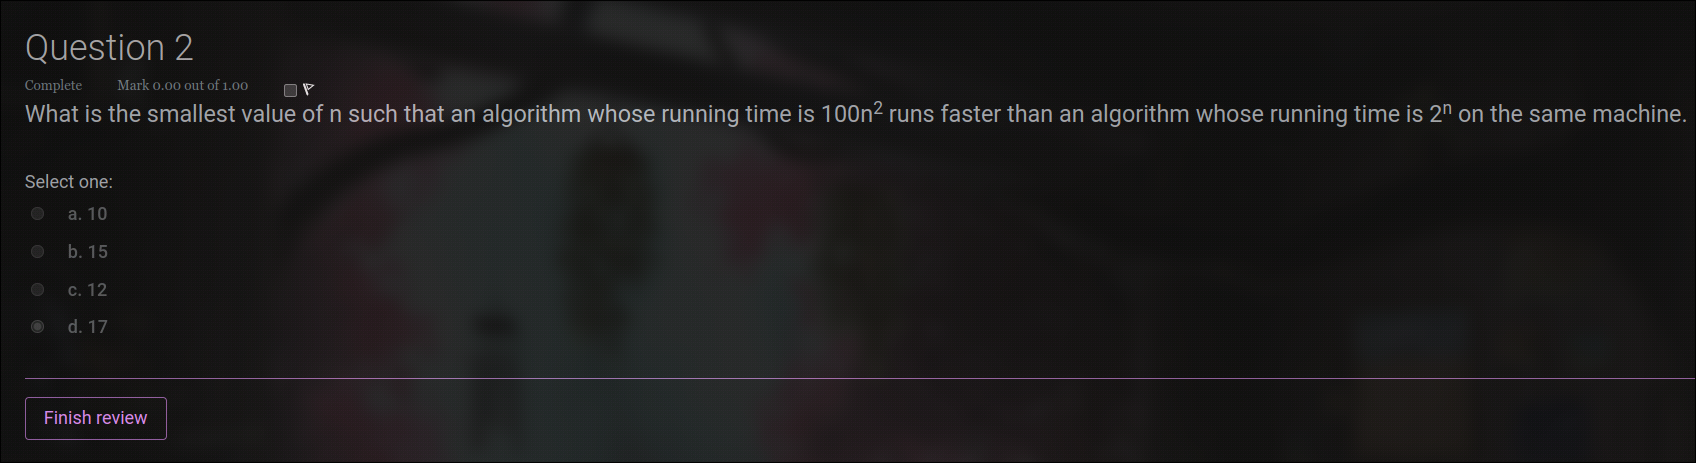 Question 2
Complete Mark 0.00 out of 1.00
What is the smallest value of n such that an algorithm whose running time is 100n² runs faster than an algorithm whose running time is 2ⁿ on the same machine.
Select one:
a. 10
b. 15
c. 12
d. 17
Finish review